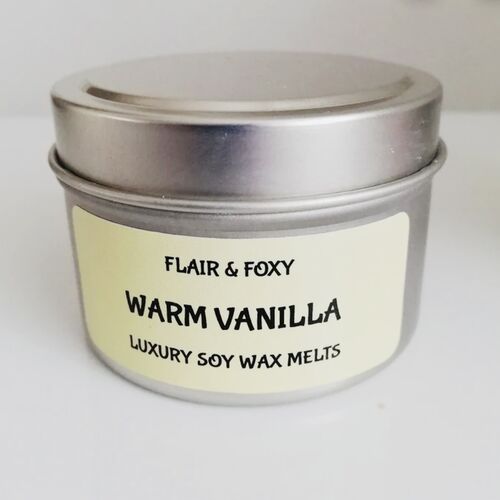 FLAIR & FOXY
WARM VANILLA
LUXURY SOY WAX MELTS